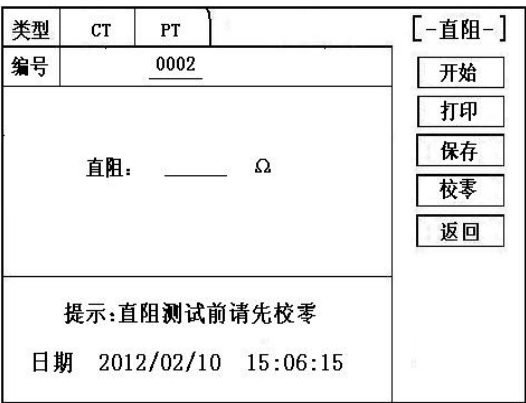 类型 CT PT
[-直阻-]
编号 0002
开始
打印
保存
直阻: _____ Ω
校零
返回
提示:直阻测试前请先校零
日期 2012/02/10 15:06:15